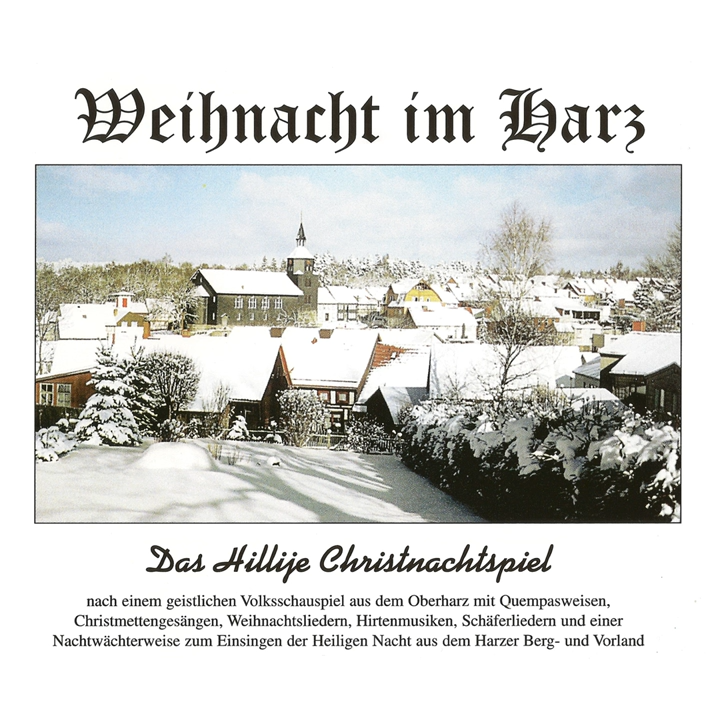 Weihnacht im Harz
Das Hillije Christnachtspiel
nach einem geistlichen Volksschauspiel aus dem Oberharz mit Quempasweisen,
Christmettengesängen, Weihnachtsliedern, Hirtenmusiken, Schäferliedern und einer
Nachtwächterweise zum Einsingen der Heiligen Nacht aus dem Harzer Berg- und Vorland